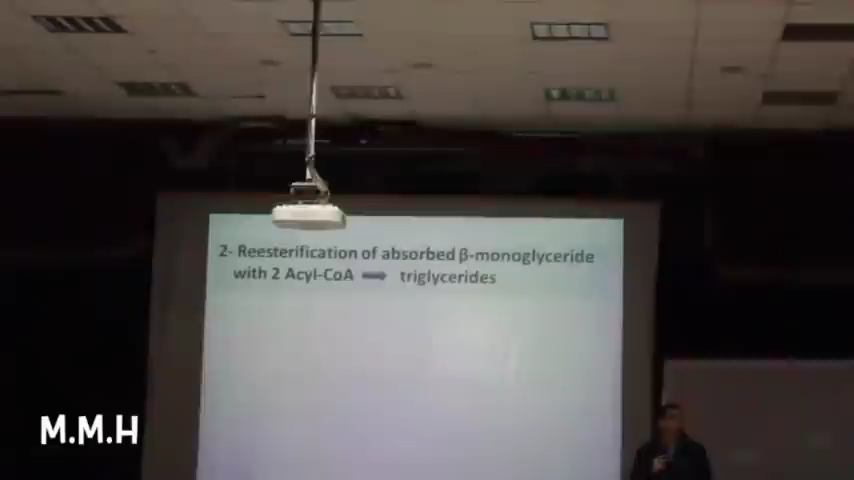 2- Reesterification of absorbed β-monoglyceride
with 2 Acyl-CoA ➡ triglycerides
M.M.H